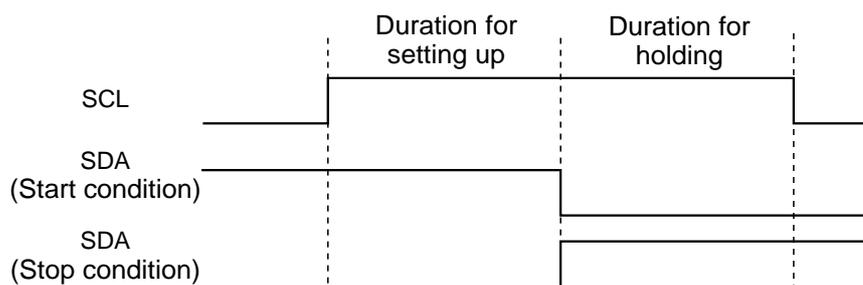 Duration for
setting up
Duration for
holding
SCL
SDA
(Start condition)
SDA
(Stop condition)